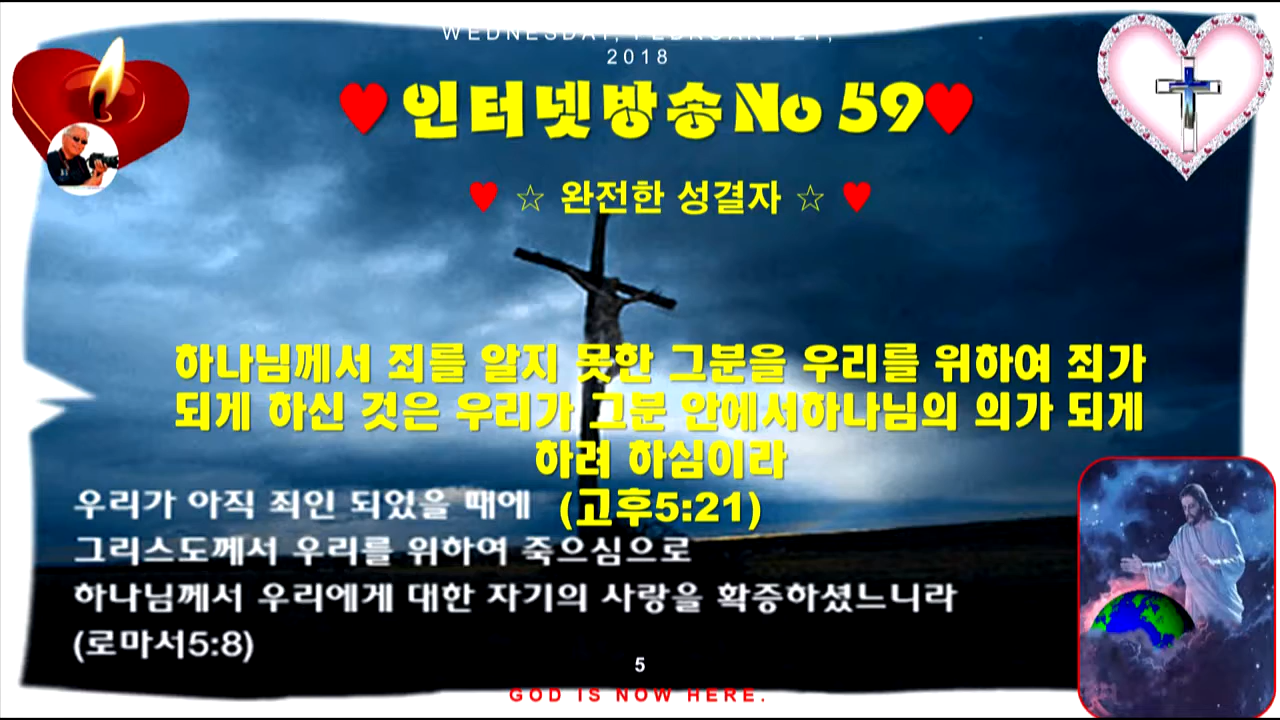 WEDNESDAY, FEBRUARY 21,
2018
♥ 인터넷방송No 59♥
♥ ☆ 완전한 성결자 ☆ ♥
하나님께서 죄를 알지 못한 그분을 우리를 위하여 죄가
되게 하신 것은 우리가 그분 안에서하나님의 의가 되게
하려 하심이라
(고후5:21)
우리가 아직 죄인 되었을 때에
그리스도께서 우리를 위하여 죽으심으로
하나님께서 우리에게 대한 자기의 사랑을 확증하셨느니라
(로마서5:8)
5
GOD IS NOW HERE.